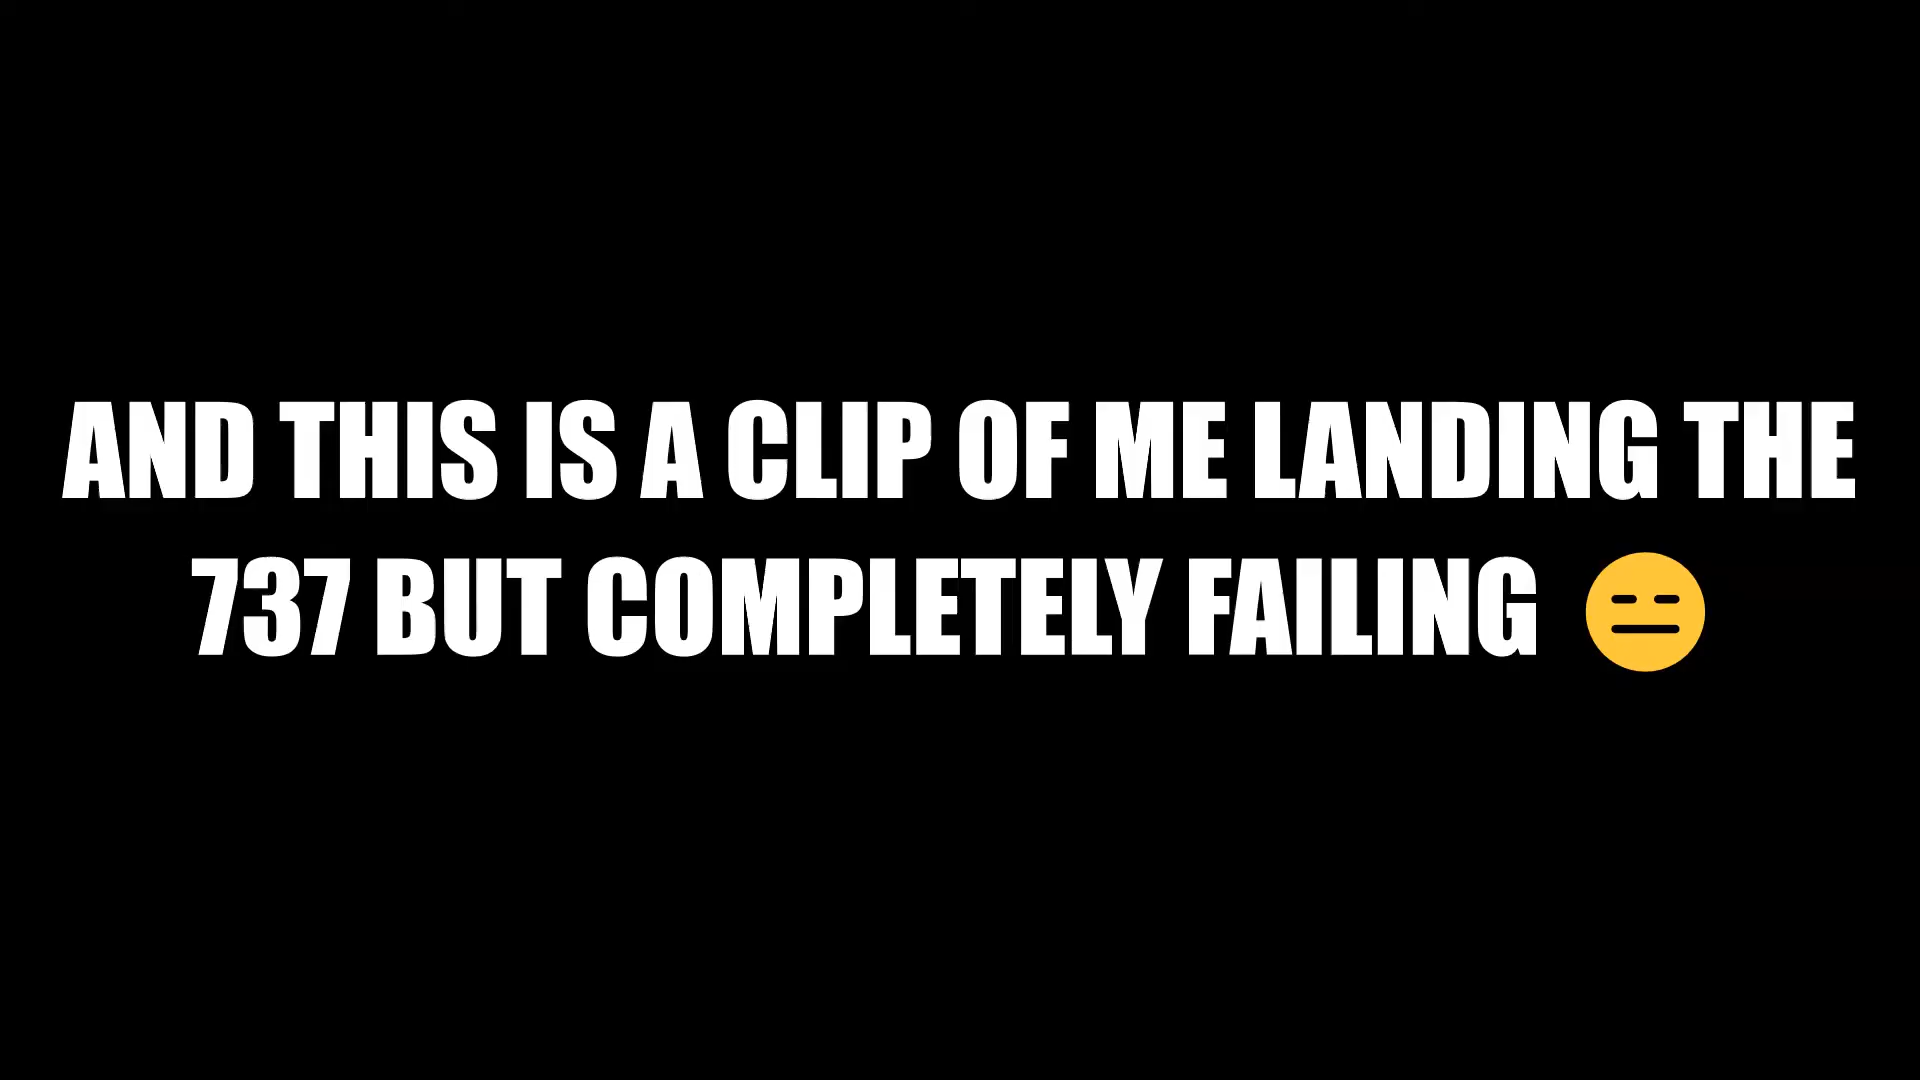 AND THIS IS A CLIP OF ME LANDING THE
737 BUT COMPLETELY FAILING 😑